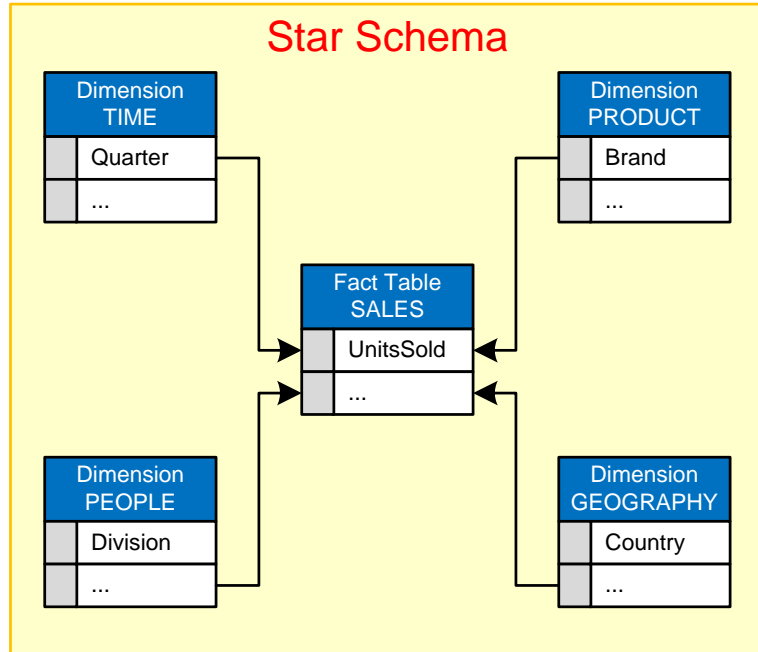 Star Schema
Dimension
TIME
Quarter
...
Dimension
PRODUCT
Brand
...
Fact Table
SALES
UnitsSold
...
Dimension
PEOPLE
Division
...
Dimension
GEOGRAPHY
Country
...